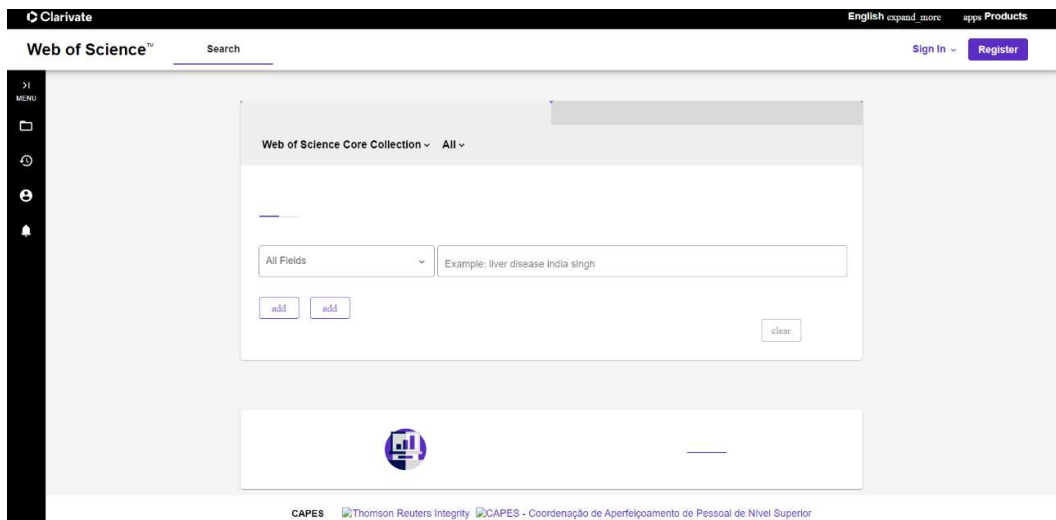 Clarivate English expand_more apps Products
Web of Science™ Search Sign In Register
MENU
Web of Science Core Collection All
All Fields Example: liver disease india singh
add add
clear
CAPES Thomson Reuters Integrity CAPES - Coordenação de Aperfeiçoamento de Pessoal de Nível Superior